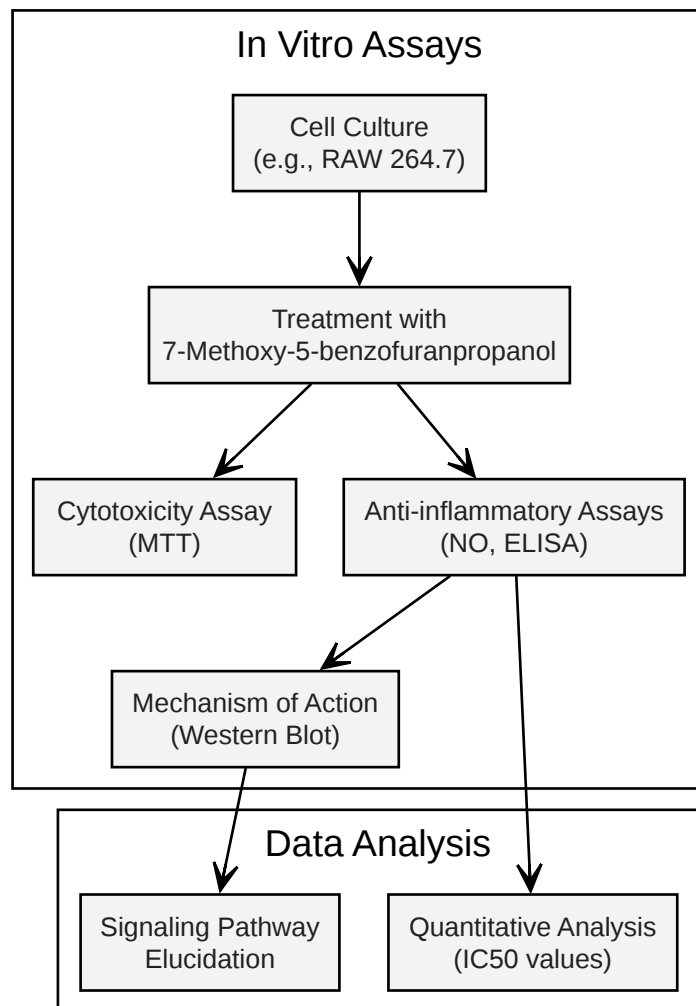 In Vitro Assays
Cell Culture
(e.g., RAW 264.7)
Treatment with
7-Methoxy-5-benzofuranpropanol
Cytotoxicity Assay
(MTT)
Anti-inflammatory Assays
(NO, ELISA)
Mechanism of Action
(Western Blot)
Data Analysis
Signaling Pathway
Elucidation
Quantitative Analysis
(IC50 values)